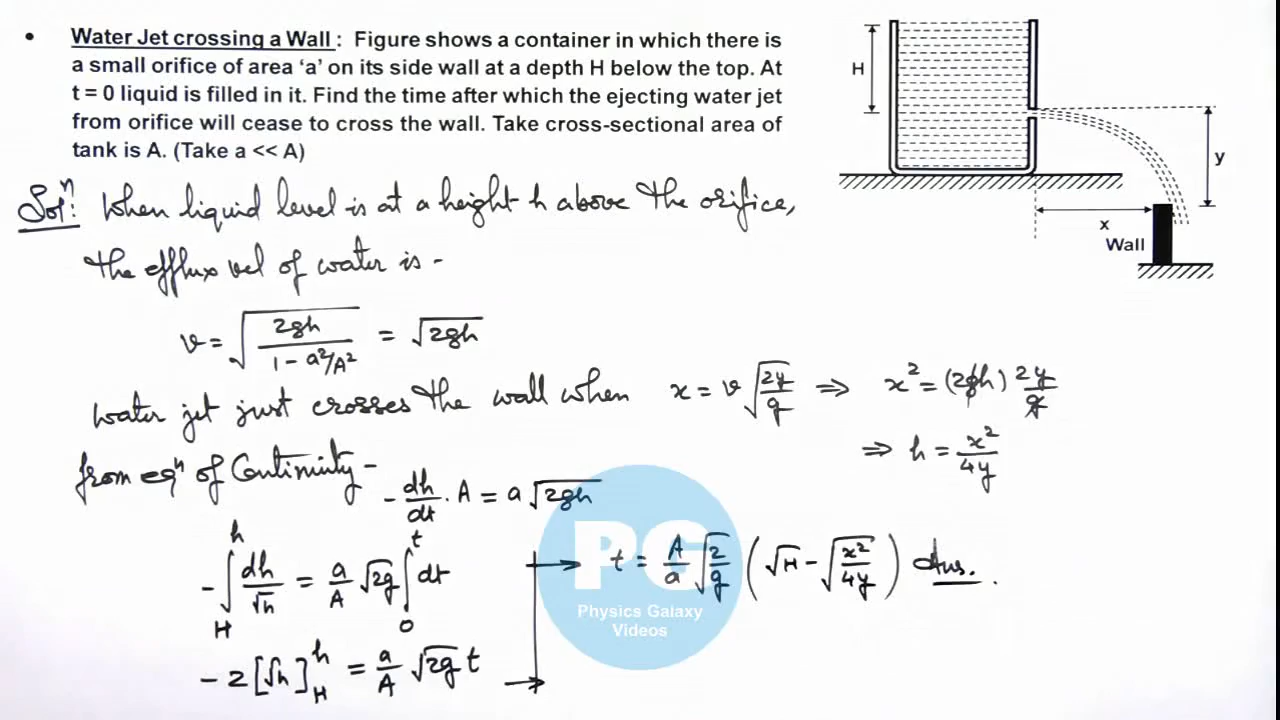 • Water Jet crossing a Wall : Figure shows a container in which there is
a small orifice of area ‘a’ on its side wall at a depth H below the top. At
t = 0 liquid is filled in it. Find the time after which the ejecting water jet
from orifice will cease to cross the wall. Take cross-sectional area of
tank is A. (Take a << A)
H
y
x
Wall
Solⁿ: When liquid level is at a height h above the orifice,
the efflux vel of water is -
v = √(2gh / (1 - a²/A²)) = √(2gh)
water jet just crosses the wall when x = v √(2y/g) ⇒ x² = (2gh) 2y/g
⇒ h = x²/4y
from eqⁿ of Continuity -
- dh/dt · A = a √(2gh)
- ∫_H^h dh/√h = a/A √(2g) ∫_0^t dt
- 2 [√h]_H^h = a/A √(2g) t
t = A/a √(2/g) (√H - √(x²/4y)) Ans.
PG
Physics Galaxy
Videos